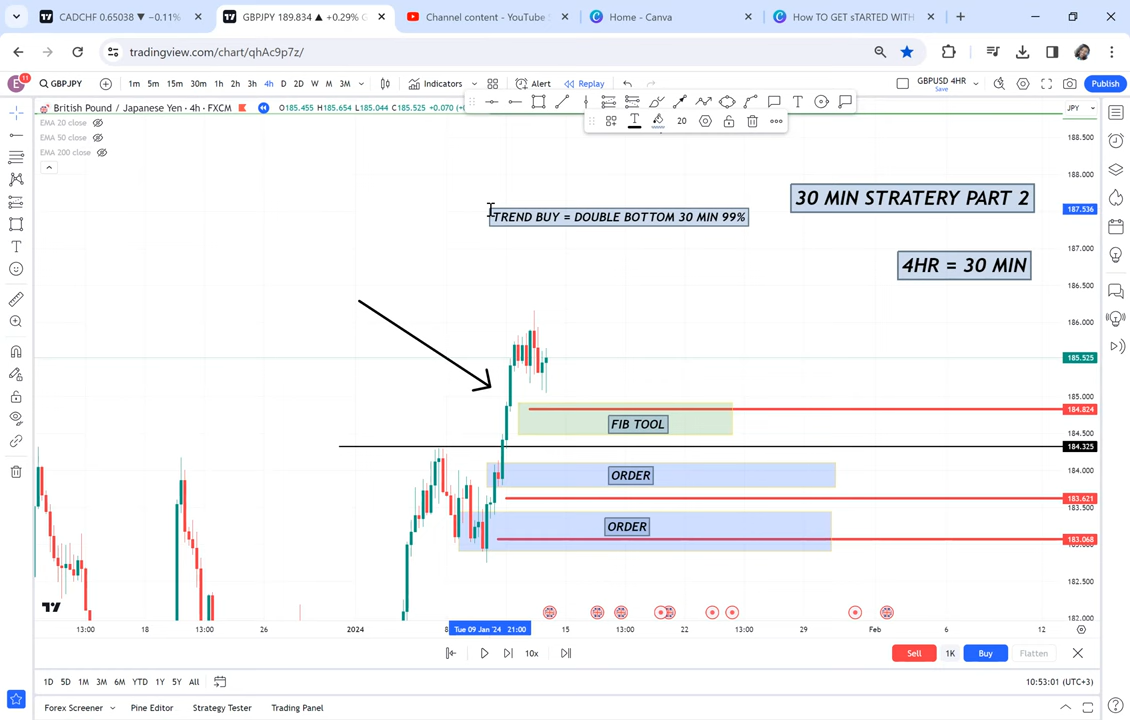 CADCHF 0.65038 ▼ −0.11%
GBPJPY 189.834 ▲ +0.29% G
Channel content - YouTube S
Home - Canva
How TO GET sTARTED WITH
tradingview.com/chart/qhAc9p7z/
E 11 GBPJPY 1m 5m 15m 30m 1h 2h 3h 4h D 2D W M 3M Indicators Alert Replay GBPUSD 4HR Save Publish
British Pound / Japanese Yen · 4h · FXCM O185.455 H185.654 L185.044 C185.525 +0.070 JPY
EMA 20 close
EMA 50 close
EMA 200 close
20
188.500
188.000
30 MIN STRATERY PART 2
187.536
TREND BUY = DOUBLE BOTTOM 30 MIN 99%
187.000
4HR = 30 MIN
186.500
186.000
185.525
185.000
184.824
FIB TOOL
184.500
184.325
184.000
ORDER
183.621
183.500
ORDER
183.068
182.500
182.000
13:00 18 13:00 26 2024 8 Tue 09 Jan '24 21:00 15 13:00 22 13:00 29 Feb 6 12
10x Sell 1K Buy Flatten
1D 5D 1M 3M 6M YTD 1Y 5Y All 10:53:01 (UTC+3)
Forex Screener Pine Editor Strategy Tester Trading Panel